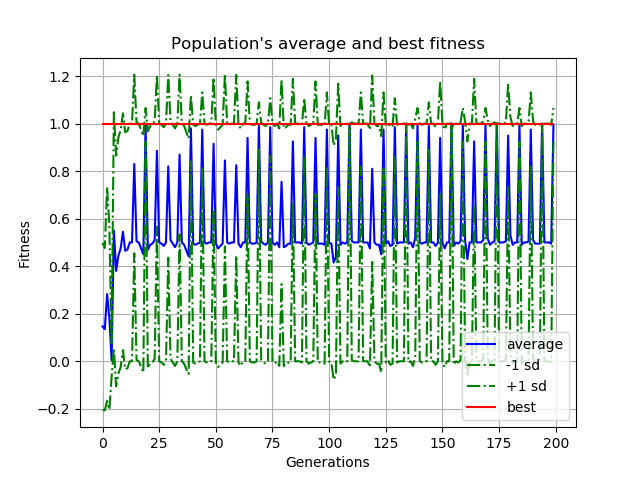 Population's average and best fitness
1.2
1.0
0.8
0.6
0.4
0.2
0.0
−0.2
Fitness
0 25 50 75 100 125 150 175 200
Generations
average
-1 sd
+1 sd
best